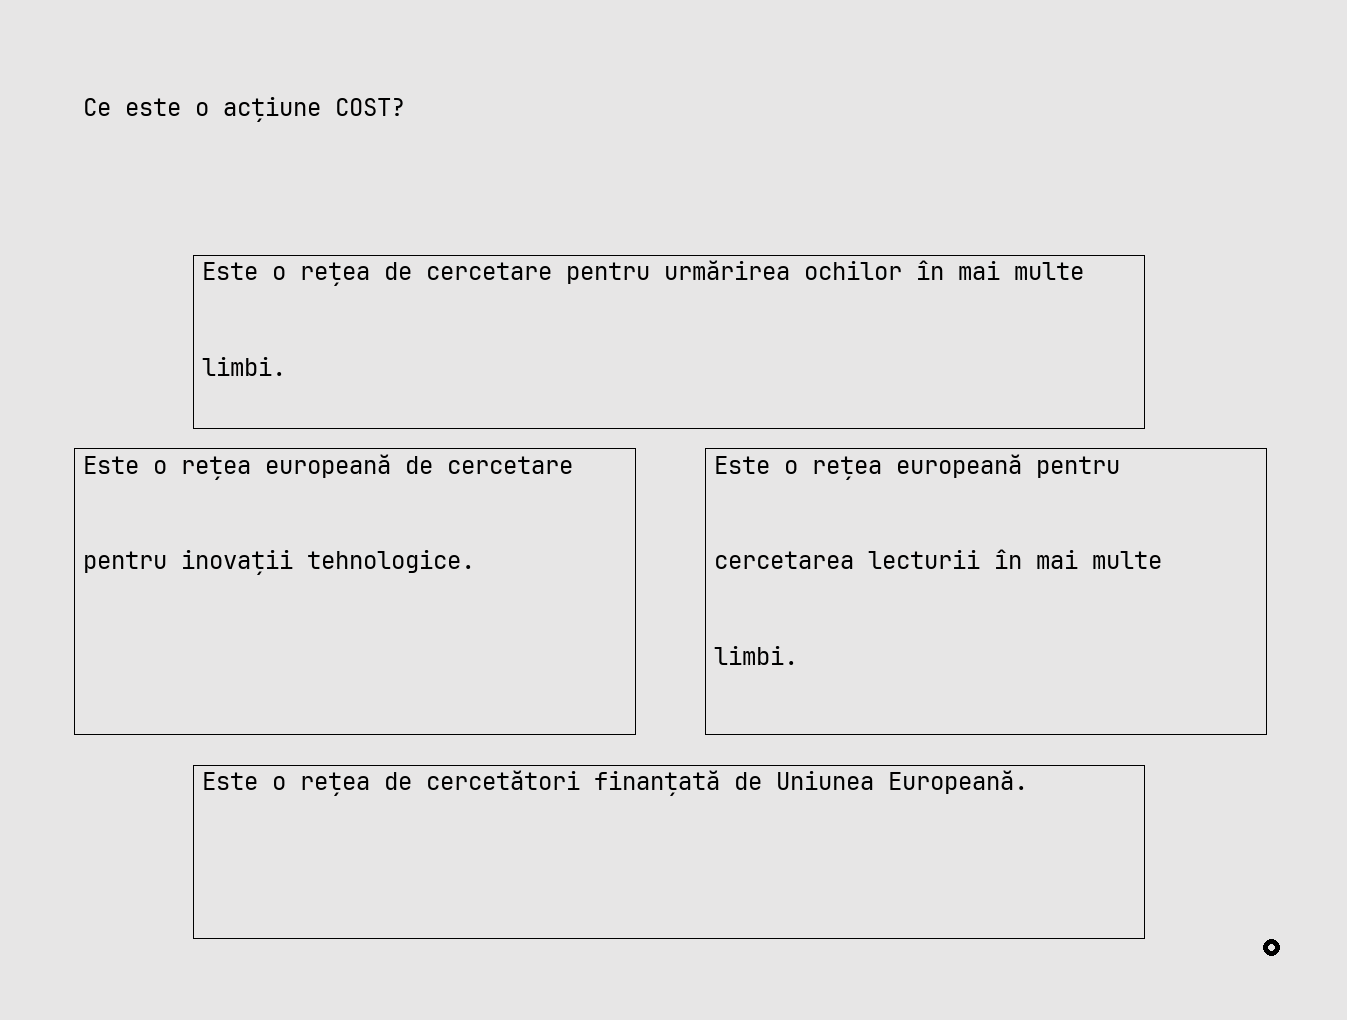 Ce este o acțiune COST?
Este o rețea de cercetare pentru urmărirea ochilor în mai multe
limbi.
Este o rețea europeană de cercetare
pentru inovații tehnologice.
Este o rețea europeană pentru
cercetarea lecturii în mai multe
limbi.
Este o rețea de cercetători finanțată de Uniunea Europeană.